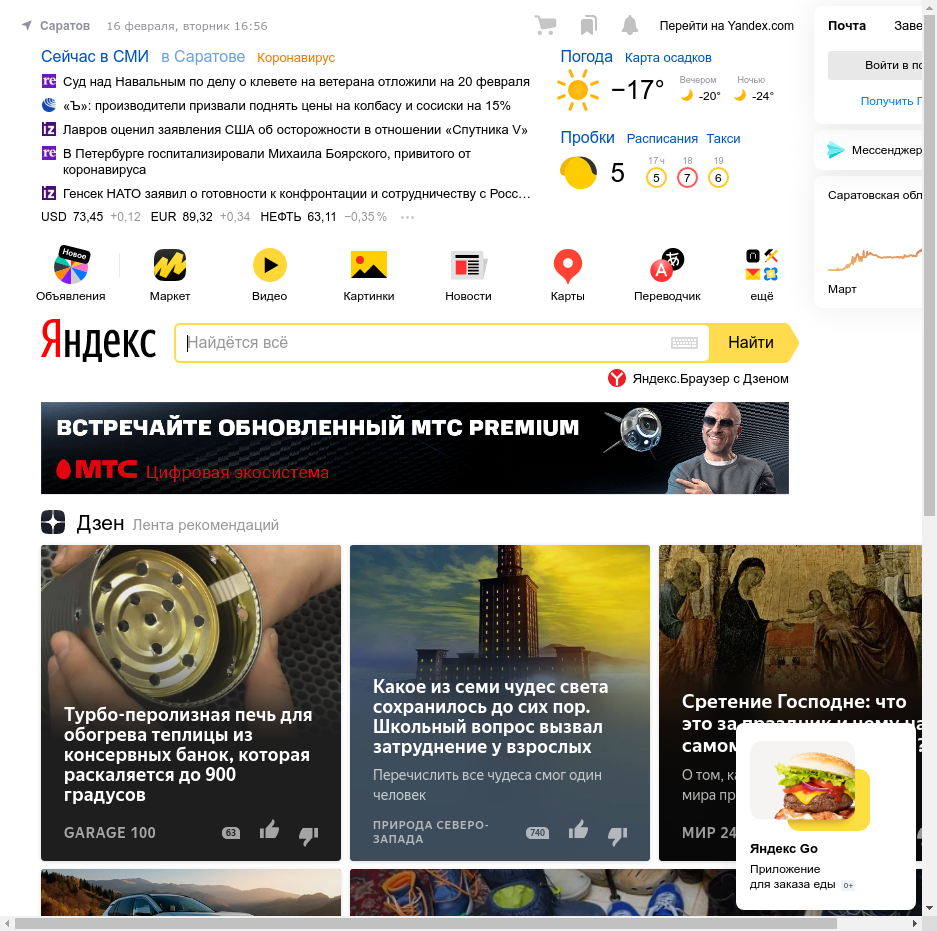 Саратов 16 февраля, вторник 16:56
Перейти на Yandex.com
Почта
Сейчас в СМИ в Саратове Коронавирус
Суд над Навальным по делу о клевете на ветерана отложили на 20 февраля
«Ъ»: производители призвали поднять цены на колбасу и сосиски на 15%
Лавров оценил заявления США об осторожности в отношении «Спутника V»
В Петербурге госпитализировали Михаила Боярского, привитого от
коронавируса
Генсек НАТО заявил о готовности к конфронтации и сотрудничеству с Росс…
USD 73,45 +0,12 EUR 89,32 +0,34 НЕФТЬ 63,11 −0,35 % •••
Погода Карта осадков
−17° Вечером -20° Ночью -24°
Пробки Расписания Такси
5 17 ч 18 19
5 7 6
Войти в по
Получить
Мессенджер
Саратовская обл
Март
Новое
Объявления Маркет Видео Картинки Новости Карты Переводчик ещё
Яндекс Найдётся всё Найти
Яндекс.Браузер с Дзеном
ВСТРЕЧАЙТЕ ОБНОВЛЕННЫЙ МТС PREMIUM
МТС Цифровая экосистема
Дзен Лента рекомендаций
Турбо-перолизная печь для
обогрева теплицы из
консервных банок, которая
раскаляется до 900
градусов
GARAGE 100 63
Какое из семи чудес света
сохранилось до сих пор.
Школьный вопрос вызвал
затруднение у взрослых
Перечислить все чудеса смог один
человек
ПРИРОДА СЕВЕРО-
ЗАПАДА 740
Сретение Господне: что
это за праздник и
самом
О том,
мира
МИР 24
Яндекс Go
Приложение
для заказа еды 0+